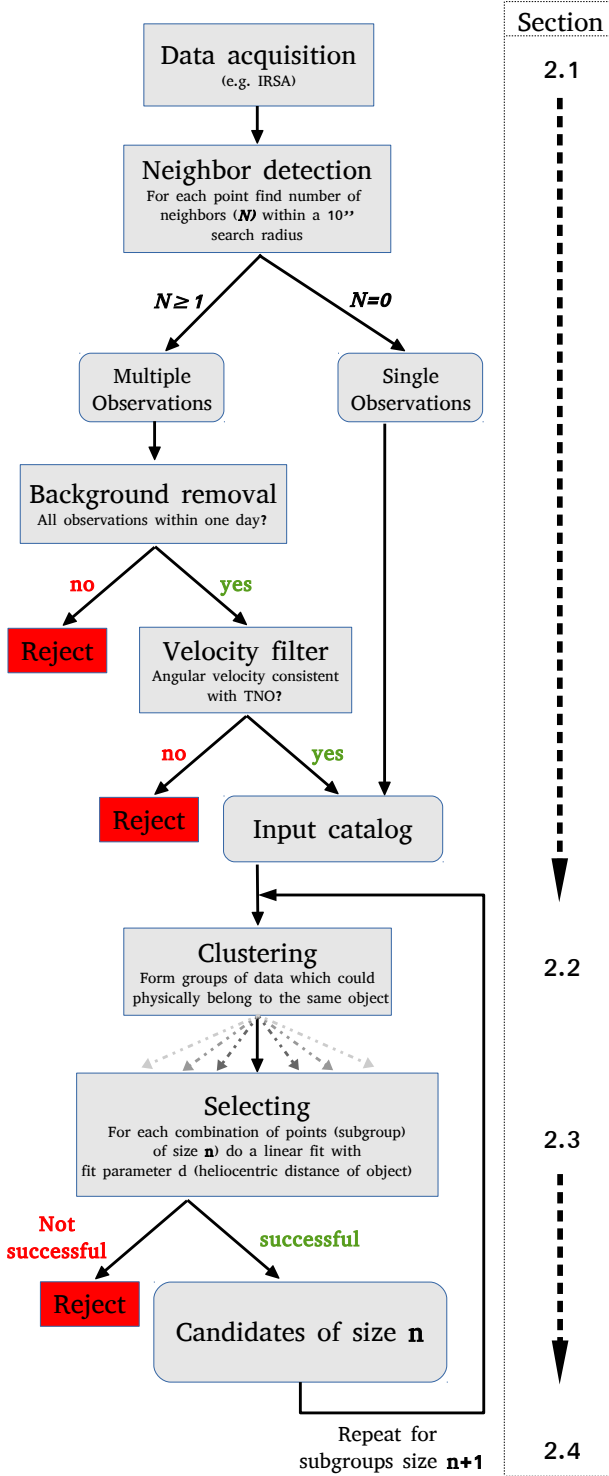 Section
Data acquisition
(e.g. IRSA)
2.1
Neighbor detection
For each point find number of
neighbors (N) within a 10”
search radius
N ≥ 1
N=0
Multiple
Observations
Single
Observations
Background removal
All observations within one day?
no
yes
Reject
Velocity filter
Angular velocity consistent
with TNO?
no
yes
Reject
Input catalog
Clustering
Form groups of data which could
physically belong to the same object
2.2
Selecting
For each combination of points (subgroup)
of size n) do a linear fit with
fit parameter d (heliocentric distance of object)
2.3
Not
successful
successful
Reject
Candidates of size n
Repeat for
subgroups size n+1
2.4